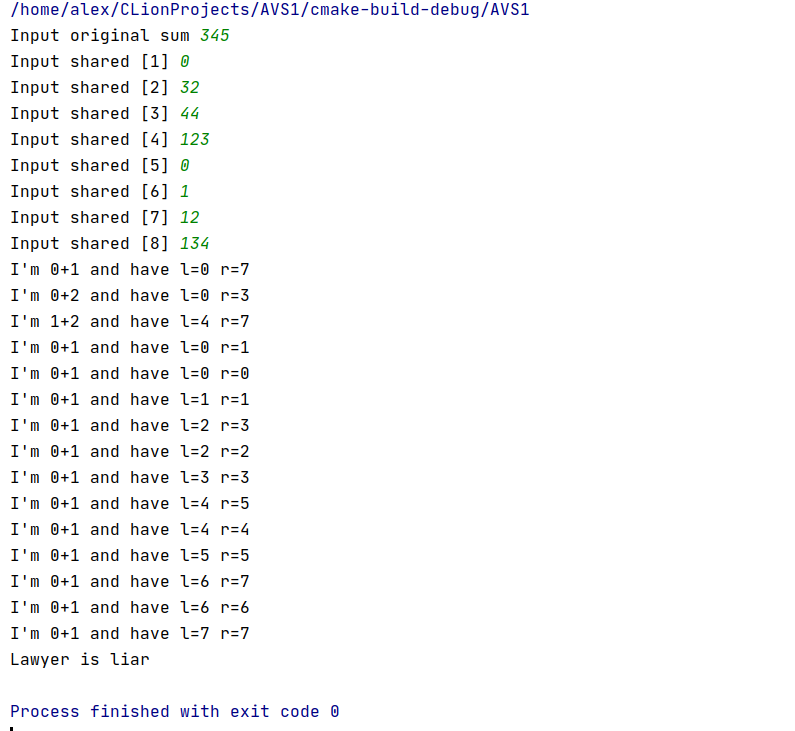 /home/alex/CLionProjects/AVS1/cmake-build-debug/AVS1
Input original sum 345
Input shared [1] 0
Input shared [2] 32
Input shared [3] 44
Input shared [4] 123
Input shared [5] 0
Input shared [6] 1
Input shared [7] 12
Input shared [8] 134
I'm 0+1 and have l=0 r=7
I'm 0+2 and have l=0 r=3
I'm 1+2 and have l=4 r=7
I'm 0+1 and have l=0 r=1
I'm 0+1 and have l=0 r=0
I'm 0+1 and have l=1 r=1
I'm 0+1 and have l=2 r=3
I'm 0+1 and have l=2 r=2
I'm 0+1 and have l=3 r=3
I'm 0+1 and have l=4 r=5
I'm 0+1 and have l=4 r=4
I'm 0+1 and have l=5 r=5
I'm 0+1 and have l=6 r=7
I'm 0+1 and have l=6 r=6
I'm 0+1 and have l=7 r=7
Lawyer is liar
Process finished with exit code 0